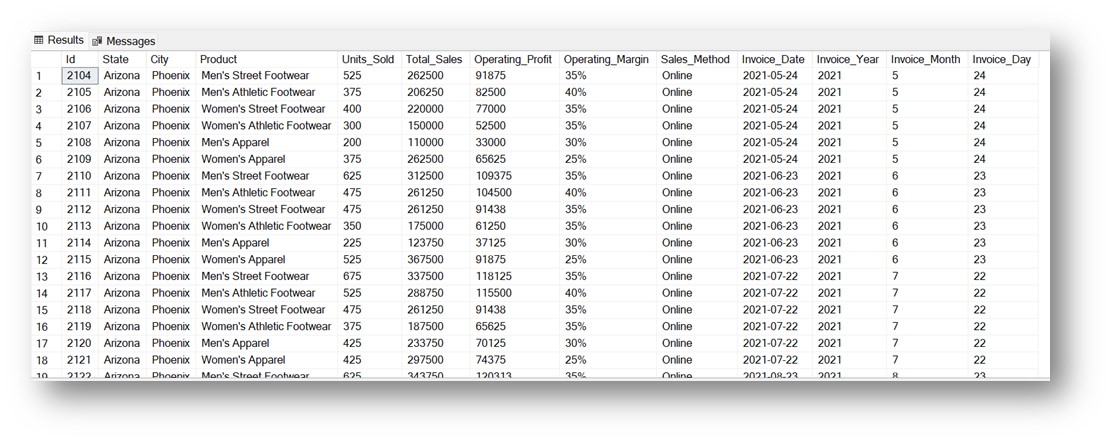 Results Messages
Id State City Product Units_Sold Total_Sales Operating_Profit Operating_Margin Sales_Method Invoice_Date Invoice_Year Invoice_Month Invoice_Day
1 2104 Arizona Phoenix Men's Street Footwear 525 262500 91875 35% Online 2021-05-24 2021 5 24
2 2105 Arizona Phoenix Men's Athletic Footwear 375 206250 82500 40% Online 2021-05-24 2021 5 24
3 2106 Arizona Phoenix Women's Street Footwear 400 220000 77000 35% Online 2021-05-24 2021 5 24
4 2107 Arizona Phoenix Women's Athletic Footwear 300 150000 52500 35% Online 2021-05-24 2021 5 24
5 2108 Arizona Phoenix Men's Apparel 200 110000 33000 30% Online 2021-05-24 2021 5 24
6 2109 Arizona Phoenix Women's Apparel 375 262500 65625 25% Online 2021-05-24 2021 5 24
7 2110 Arizona Phoenix Men's Street Footwear 625 312500 109375 35% Online 2021-06-23 2021 6 23
8 2111 Arizona Phoenix Men's Athletic Footwear 475 261250 104500 40% Online 2021-06-23 2021 6 23
9 2112 Arizona Phoenix Women's Street Footwear 475 261250 91438 35% Online 2021-06-23 2021 6 23
10 2113 Arizona Phoenix Women's Athletic Footwear 350 175000 61250 35% Online 2021-06-23 2021 6 23
11 2114 Arizona Phoenix Men's Apparel 225 123750 37125 30% Online 2021-06-23 2021 6 23
12 2115 Arizona Phoenix Women's Apparel 525 367500 91875 25% Online 2021-06-23 2021 6 23
13 2116 Arizona Phoenix Men's Street Footwear 675 337500 118125 35% Online 2021-07-22 2021 7 22
14 2117 Arizona Phoenix Men's Athletic Footwear 525 288750 115500 40% Online 2021-07-22 2021 7 22
15 2118 Arizona Phoenix Women's Street Footwear 475 261250 91438 35% Online 2021-07-22 2021 7 22
16 2119 Arizona Phoenix Women's Athletic Footwear 375 187500 65625 35% Online 2021-07-22 2021 7 22
17 2120 Arizona Phoenix Men's Apparel 425 233750 70125 30% Online 2021-07-22 2021 7 22
18 2121 Arizona Phoenix Women's Apparel 425 297500 74375 25% Online 2021-07-22 2021 7 22
19 2122 Arizona Phoenix Men's Street Footwear 625 343750 120313 35% Online 2021-08-23 2021 8 23